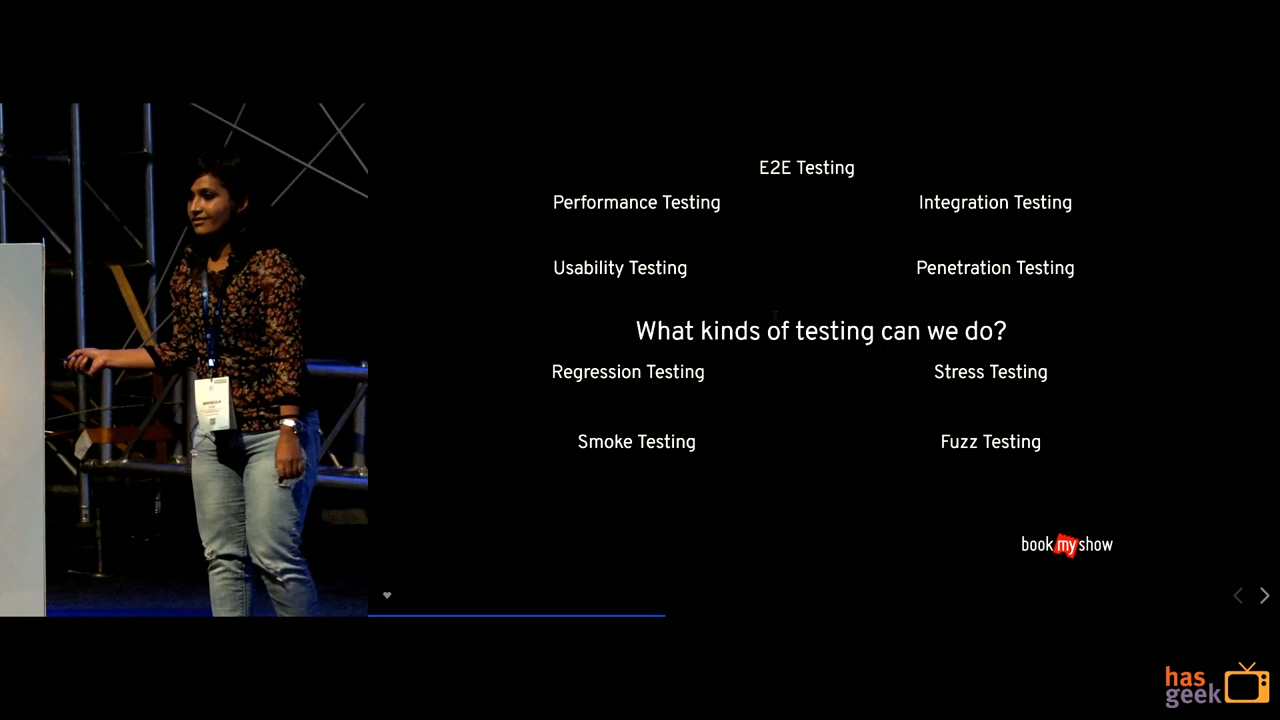 E2E Testing
Performance Testing
Integration Testing
Usability Testing
Penetration Testing
What kinds of testing can we do?
Regression Testing
Stress Testing
Smoke Testing
Fuzz Testing
bookmyshow
has
geek